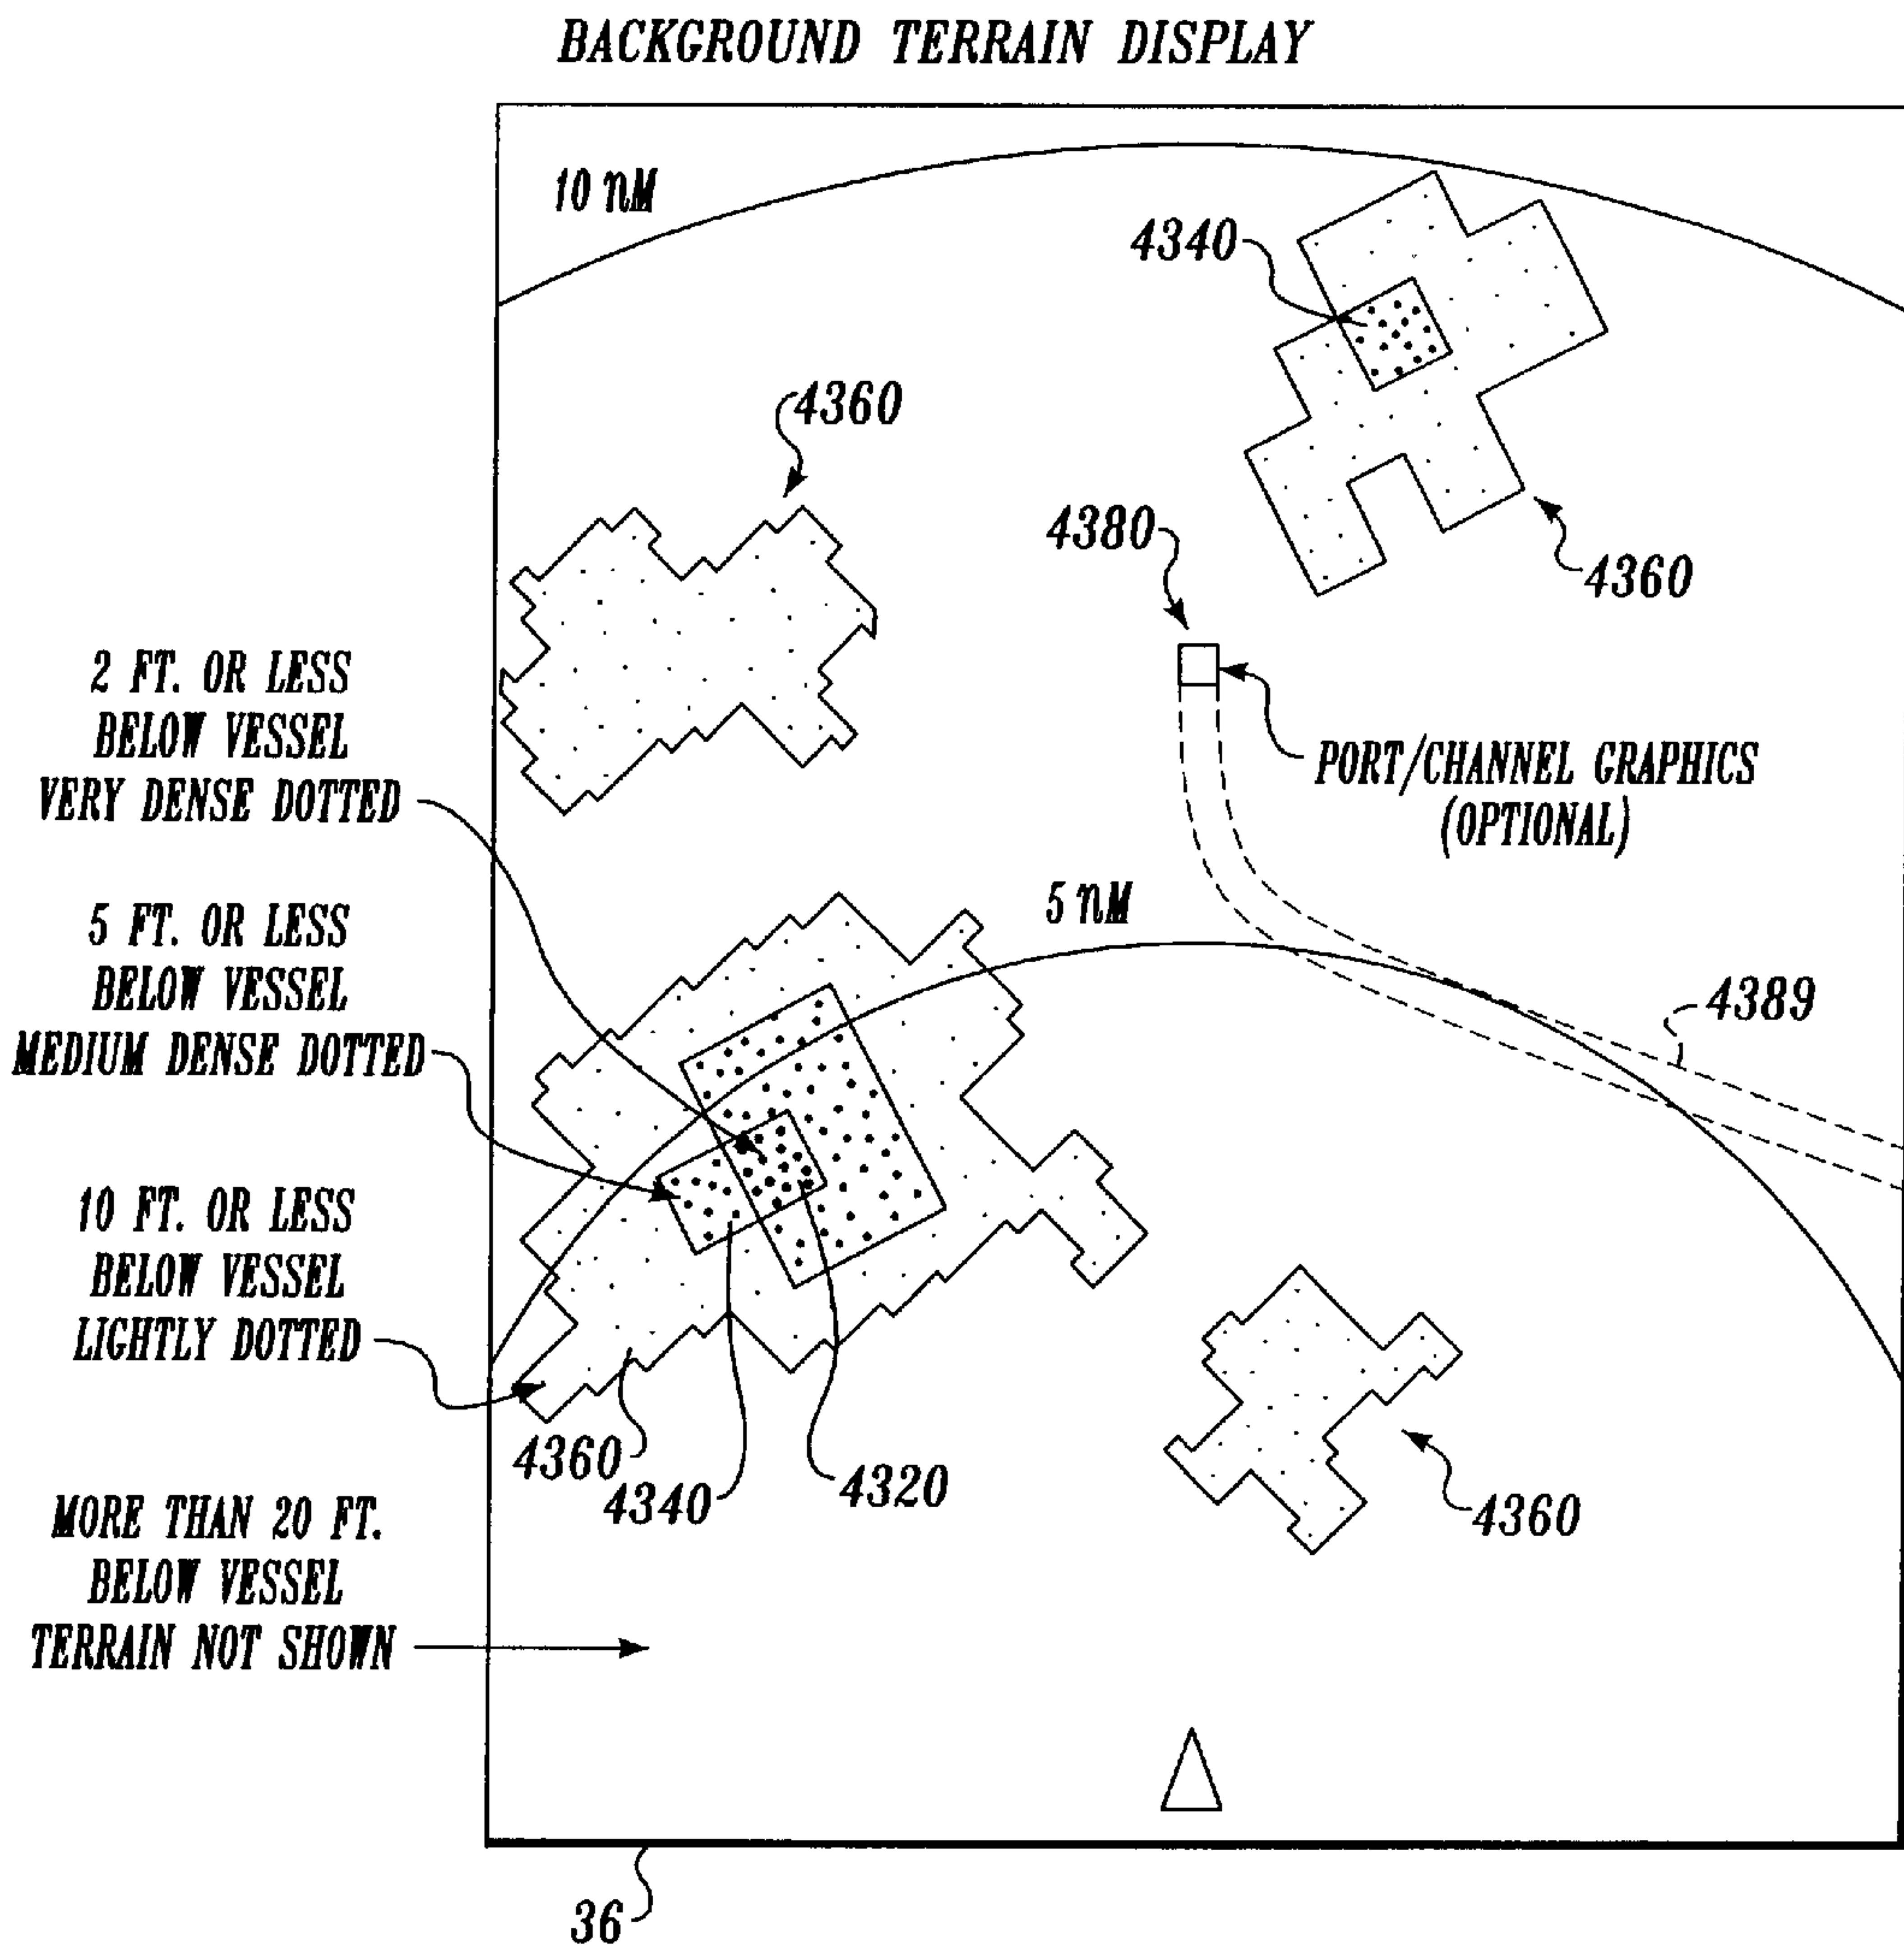 BACKGROUND TERRAIN DISPLAY
10 nM
4340
4360
4380
4360
2 FT. OR LESS
BELOW VESSEL
VERY DENSE DOTTED
PORT/CHANNEL GRAPHICS
(OPTIONAL)
5 nM
5 FT. OR LESS
BELOW VESSEL
MEDIUM DENSE DOTTED
4389
10 FT. OR LESS
BELOW VESSEL
LIGHTLY DOTTED
4360
4340
4320
4360
MORE THAN 20 FT.
BELOW VESSEL
TERRAIN NOT SHOWN
36